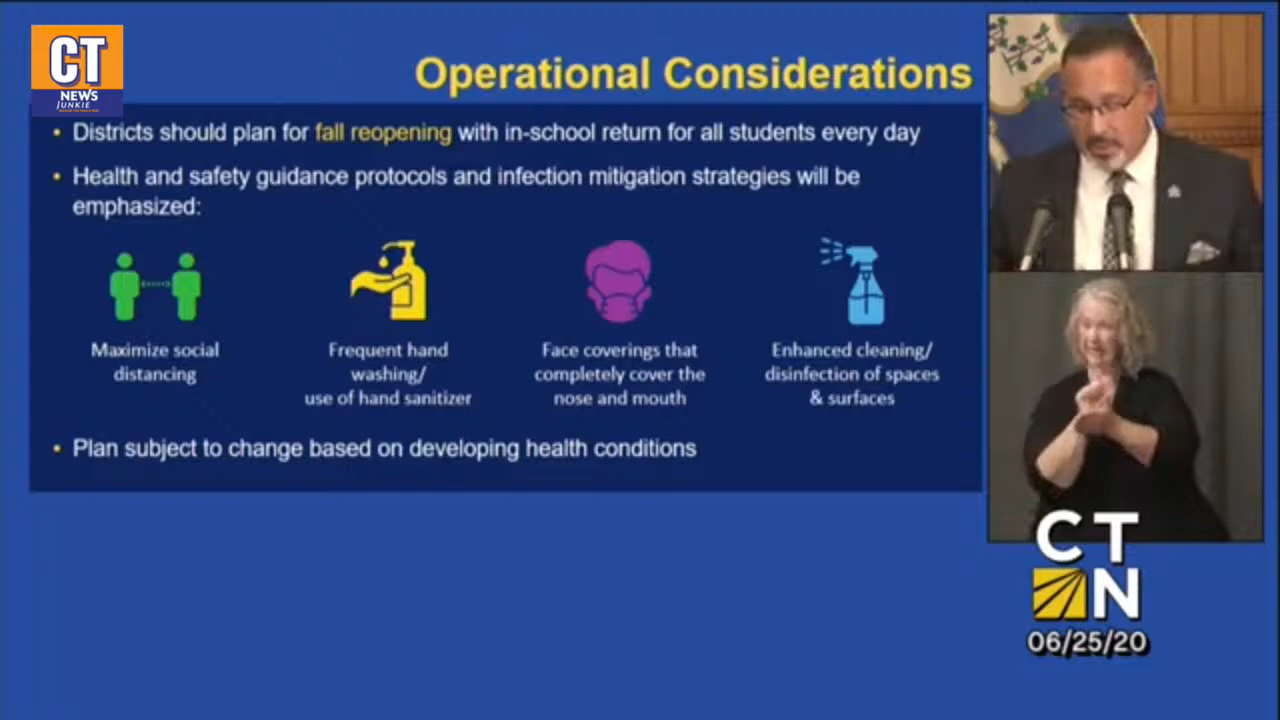 CT
NEWS
JUNKIE
Operational Considerations
• Districts should plan for fall reopening with in-school return for all students every day
• Health and safety guidance protocols and infection mitigation strategies will be
emphasized:
Maximize social
distancing
Frequent hand
washing/
use of hand sanitizer
Face coverings that
completely cover the
nose and mouth
Enhanced cleaning/
disinfection of spaces
& surfaces
• Plan subject to change based on developing health conditions
CT
N
06/25/20